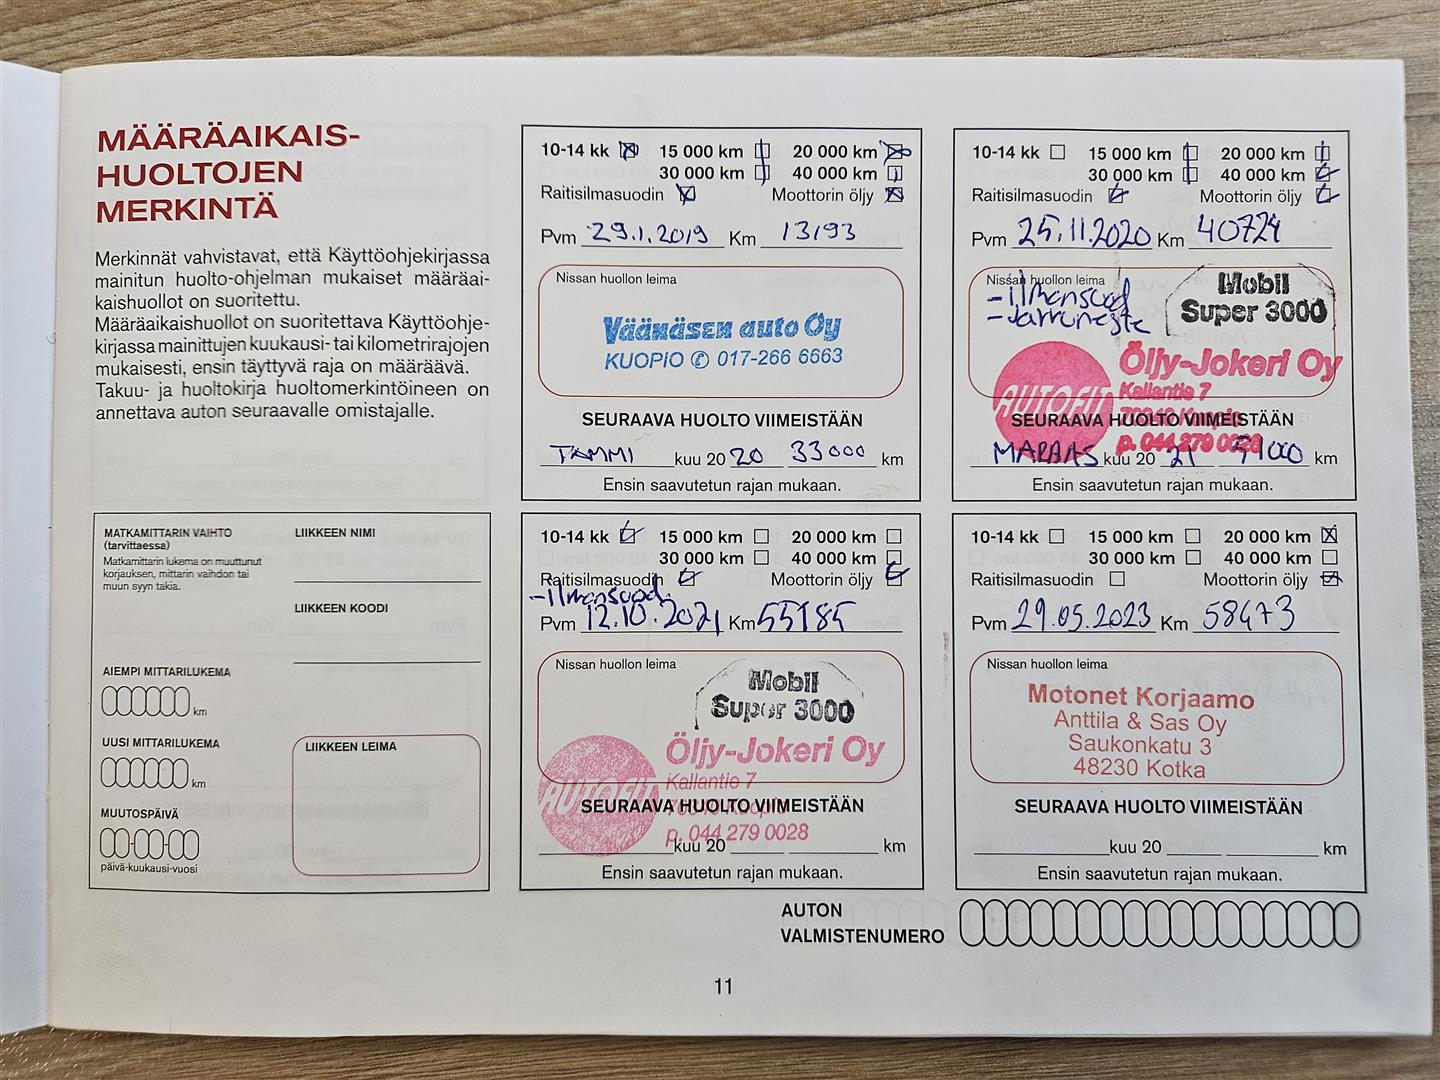 MÄÄRÄAIKAIS-
HUOLTOJEN
MERKINTÄ
Merkinnät vahvistavat, että Käyttöohjekirjassa
mainitun huolto-ohjelman mukaiset määräai-
kaishuollot on suoritettu.
Määräaikaishuollot on suoritettava Käyttöohje-
kirjassa mainittujen kuukausi- tai kilometrirajojen
mukaisesti, ensin täyttyvä raja on määräävä.
Takuu- ja huoltokirja huoltomerkintöineen on
annettava auton seuraavalle omistajalle.
10-14 kk 15 000 km 20 000 km
30 000 km 40 000 km
Raitisilmasuodin Moottorin öljy
Pvm 29.1.2019 Km 13193
Nissan huollon leima
Väänäsen auto Oy
KUOPIO ✆ 017-266 6663
SEURAAVA HUOLTO VIIMEISTÄÄN
TAMMI kuu 20 20 33000 km
Ensin saavutetun rajan mukaan.
10-14 kk 15 000 km 20 000 km
30 000 km 40 000 km
Raitisilmasuodin Moottorin öljy
Pvm 25.11.2020 Km 40724
Nissan huollon leima
- ilmansuod
- Jarruneste
Mobil
Super 3000
AUTOFIT
Öljy-Jokeri Oy
Kallantie 7
p. 044 279 0028
SEURAAVA HUOLTO VIIMEISTÄÄN
MARRAS kuu 20 21 km
Ensin saavutetun rajan mukaan.
MATKAMITTARIN VAIHTO
(tarvittaessa)
Matkamittarin lukema on muuttunut
korjauksen, mittarin vaihdon tai
muun syyn takia.
LIIKKEEN NIMI
LIIKKEEN KOODI
AIEMPI MITTARILUKEMA
km
UUSI MITTARILUKEMA
km
MUUTOSPÄIVÄ
päivä-kuukausi-vuosi
LIIKKEEN LEIMA
10-14 kk 15 000 km 20 000 km
30 000 km 40 000 km
Raitisilmasuodin Moottorin öljy
- ilmansuod.
Pvm 12.10.2021 Km 55185
Nissan huollon leima
Mobil
Super 3000
AUTOFIT
Öljy-Jokeri Oy
Kallantie 7
p. 044 279 0028
SEURAAVA HUOLTO VIIMEISTÄÄN
kuu 20 km
Ensin saavutetun rajan mukaan.
10-14 kk 15 000 km 20 000 km
30 000 km 40 000 km
Raitisilmasuodin Moottorin öljy
Pvm 29.05.2023 Km 58473
Nissan huollon leima
Motonet Korjaamo
Anttila & Sas Oy
Saukonkatu 3
48230 Kotka
SEURAAVA HUOLTO VIIMEISTÄÄN
kuu 20 km
Ensin saavutetun rajan mukaan.
AUTON
VALMISTENUMERO
11